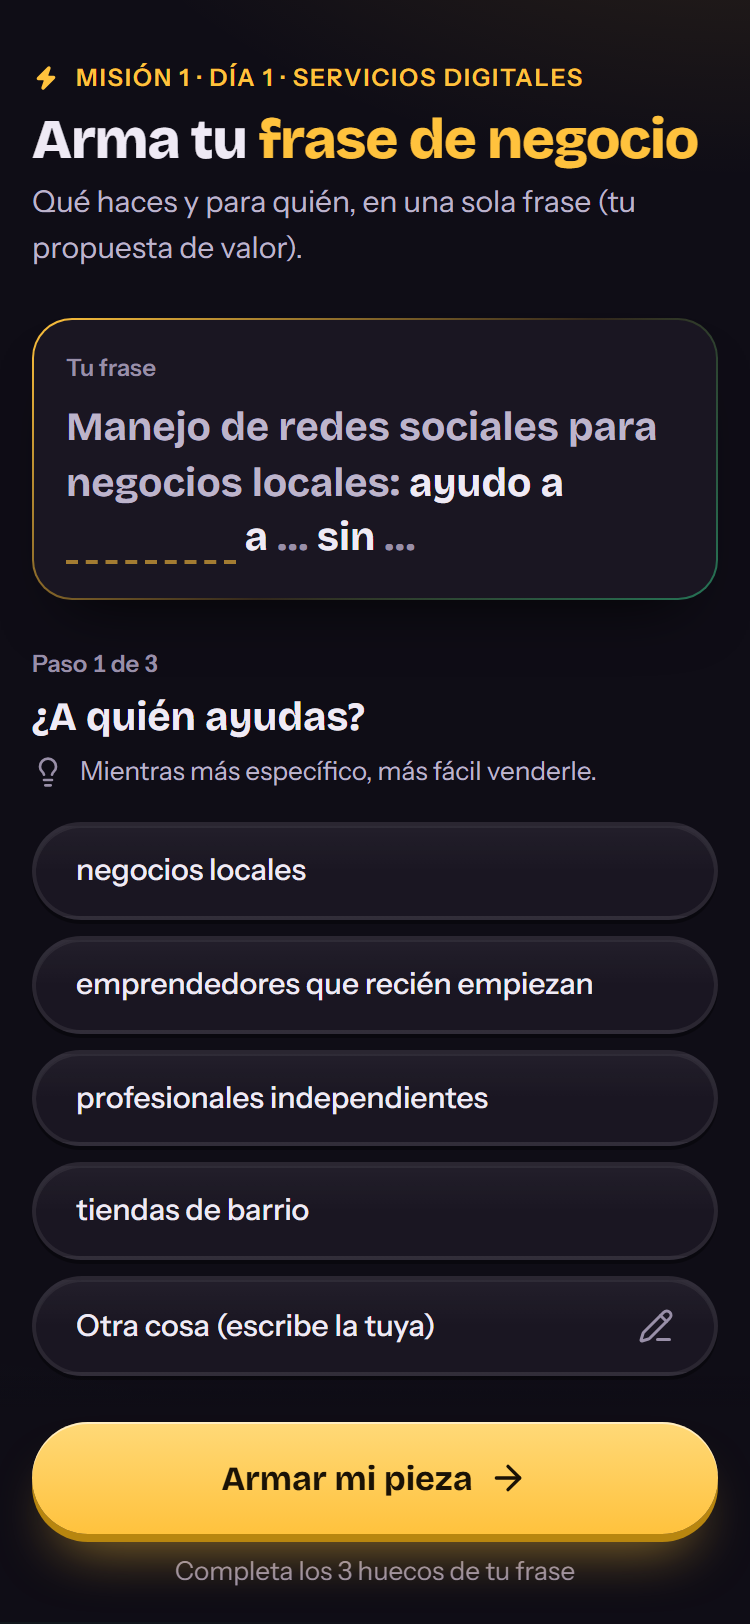 MISIÓN 1 · DÍA 1 · SERVICIOS DIGITALES
Arma tu frase de negocio
Qué haces y para quién, en una sola frase (tu
propuesta de valor).
Tu frase
Manejo de redes sociales para
negocios locales: ayudo a
a ... sin ...
Paso 1 de 3
¿A quién ayudas?
Mientras más específico, más fácil venderle.
negocios locales
emprendedores que recién empiezan
profesionales independientes
tiendas de barrio
Otra cosa (escribe la tuya)
Armar mi pieza →
Completa los 3 huecos de tu frase